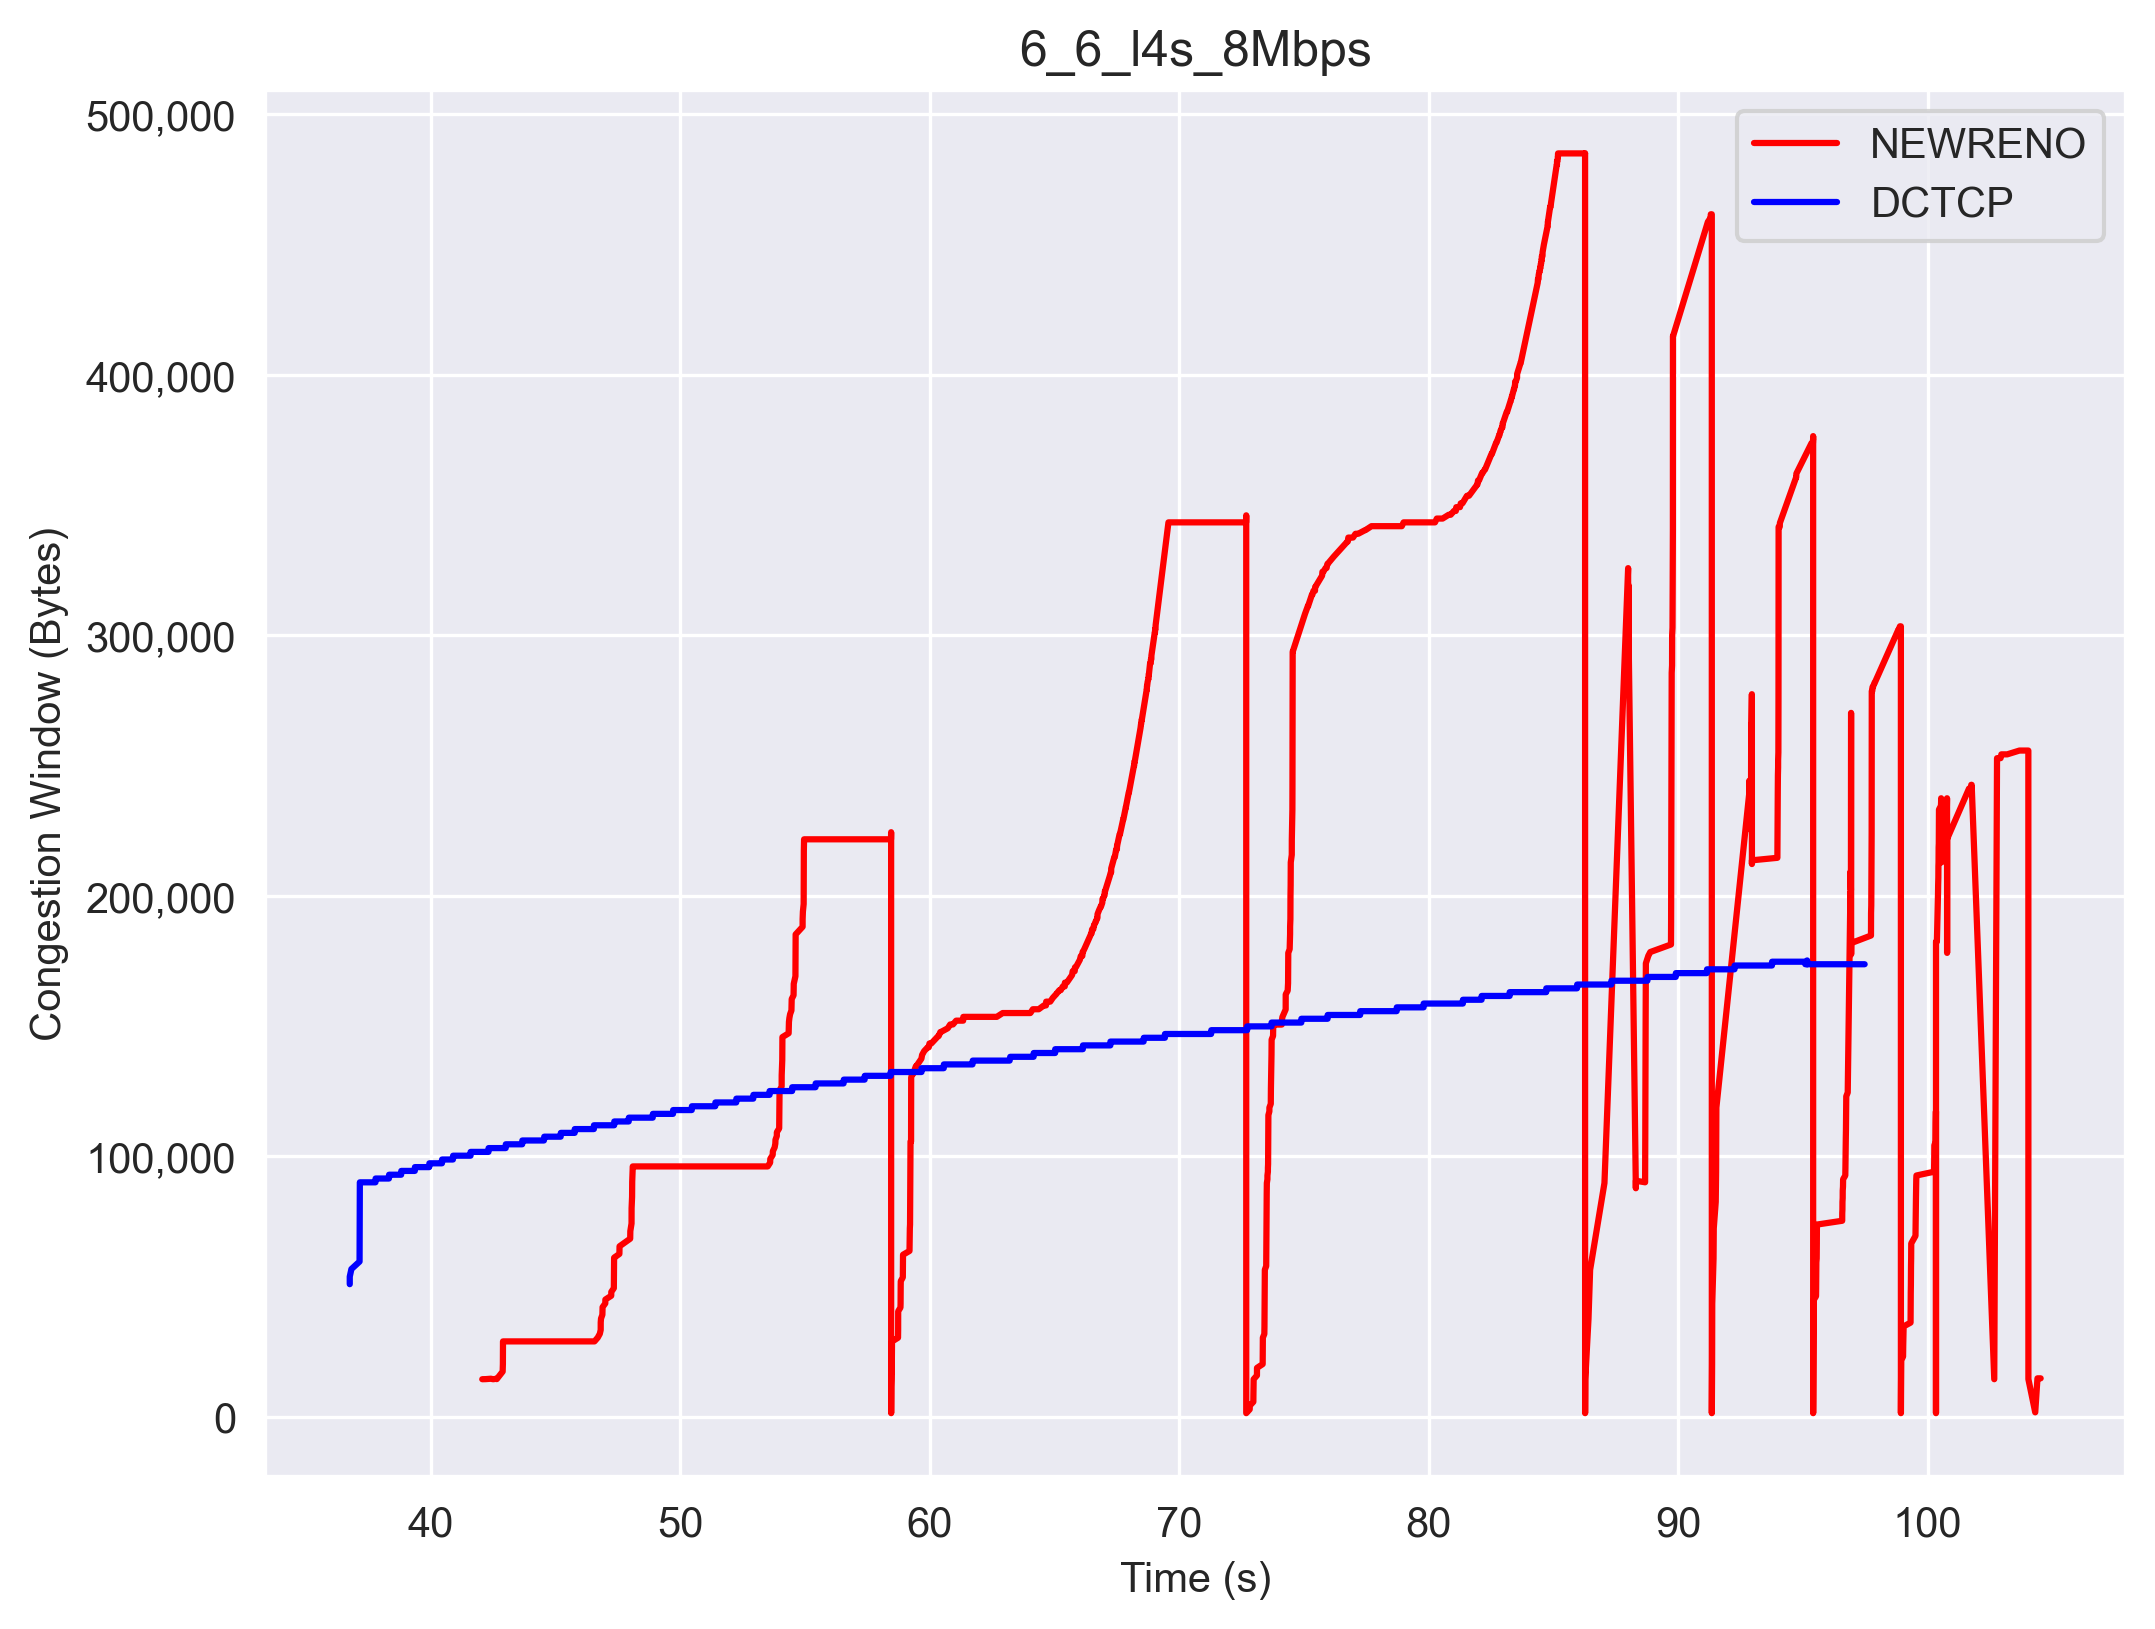 6_6_l4s_8Mbps
500,000
400,000
300,000
200,000
100,000
0
Congestion Window (Bytes)
NEWRENO
DCTCP
40 50 60 70 80 90 100
Time (s)